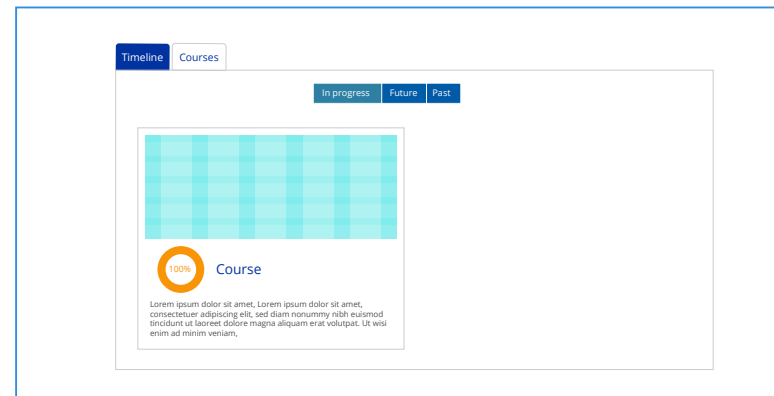 Timeline Courses
In progress Future Past
100% Course
Lorem ipsum dolor sit amet, Lorem ipsum dolor sit amet,
consectetuer adipiscing elit, sed diam nonummy nibh euismod
tincidunt ut laoreet dolore magna aliquam erat volutpat. Ut wisi
enim ad minim veniam,